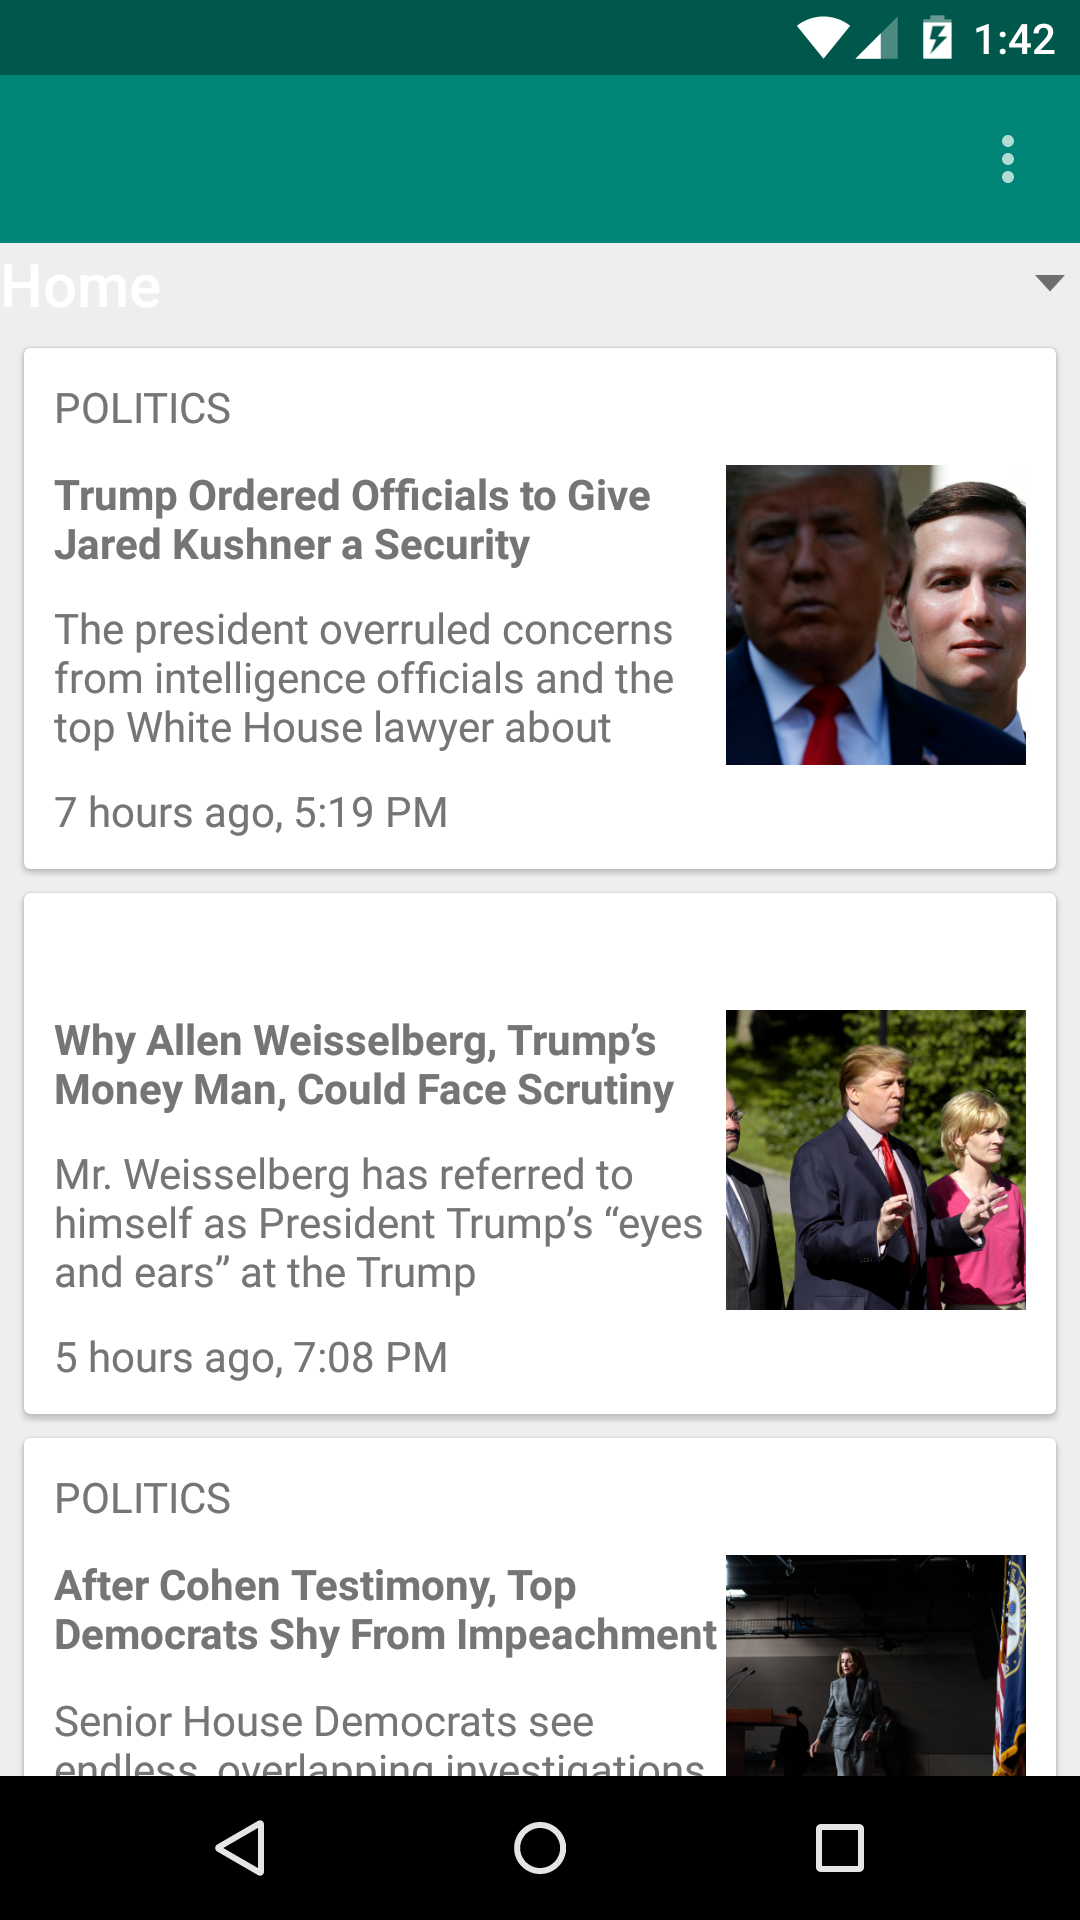 1:42
Home
POLITICS
Trump Ordered Officials to Give
Jared Kushner a Security
The president overruled concerns
from intelligence officials and the
top White House lawyer about
7 hours ago, 5:19 PM
Why Allen Weisselberg, Trump’s
Money Man, Could Face Scrutiny
Mr. Weisselberg has referred to
himself as President Trump’s “eyes
and ears” at the Trump
5 hours ago, 7:08 PM
POLITICS
After Cohen Testimony, Top
Democrats Shy From Impeachment
Senior House Democrats see
endless, overlapping investigations